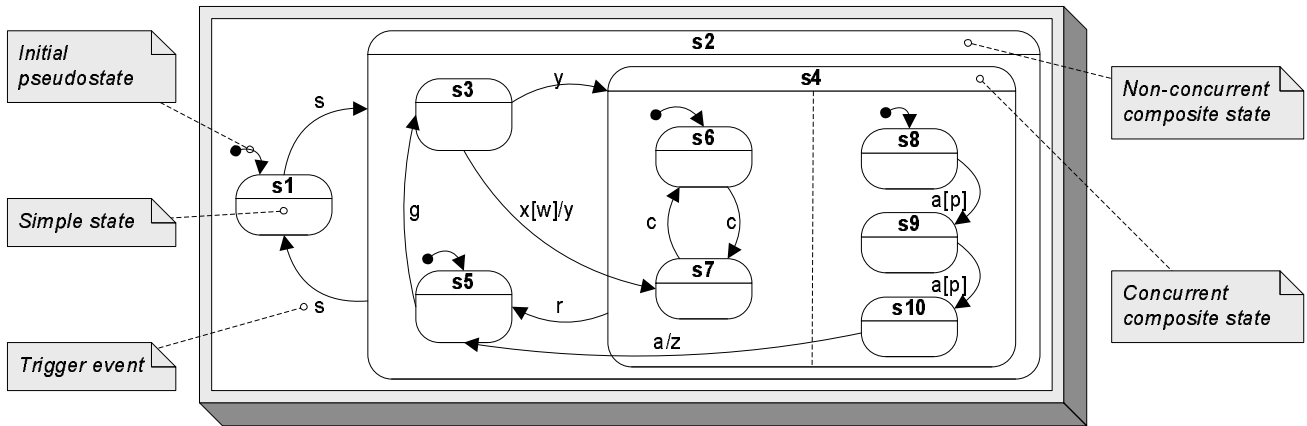 Initial
pseudostate
Simple state
Trigger event
s
s1
s
s2
s3
y
g
x[w]/y
s5
r
a/z
s4
s6
c
c
s7
s8
a[p]
s9
a[p]
s10
Non-concurrent
composite state
Concurrent
composite state